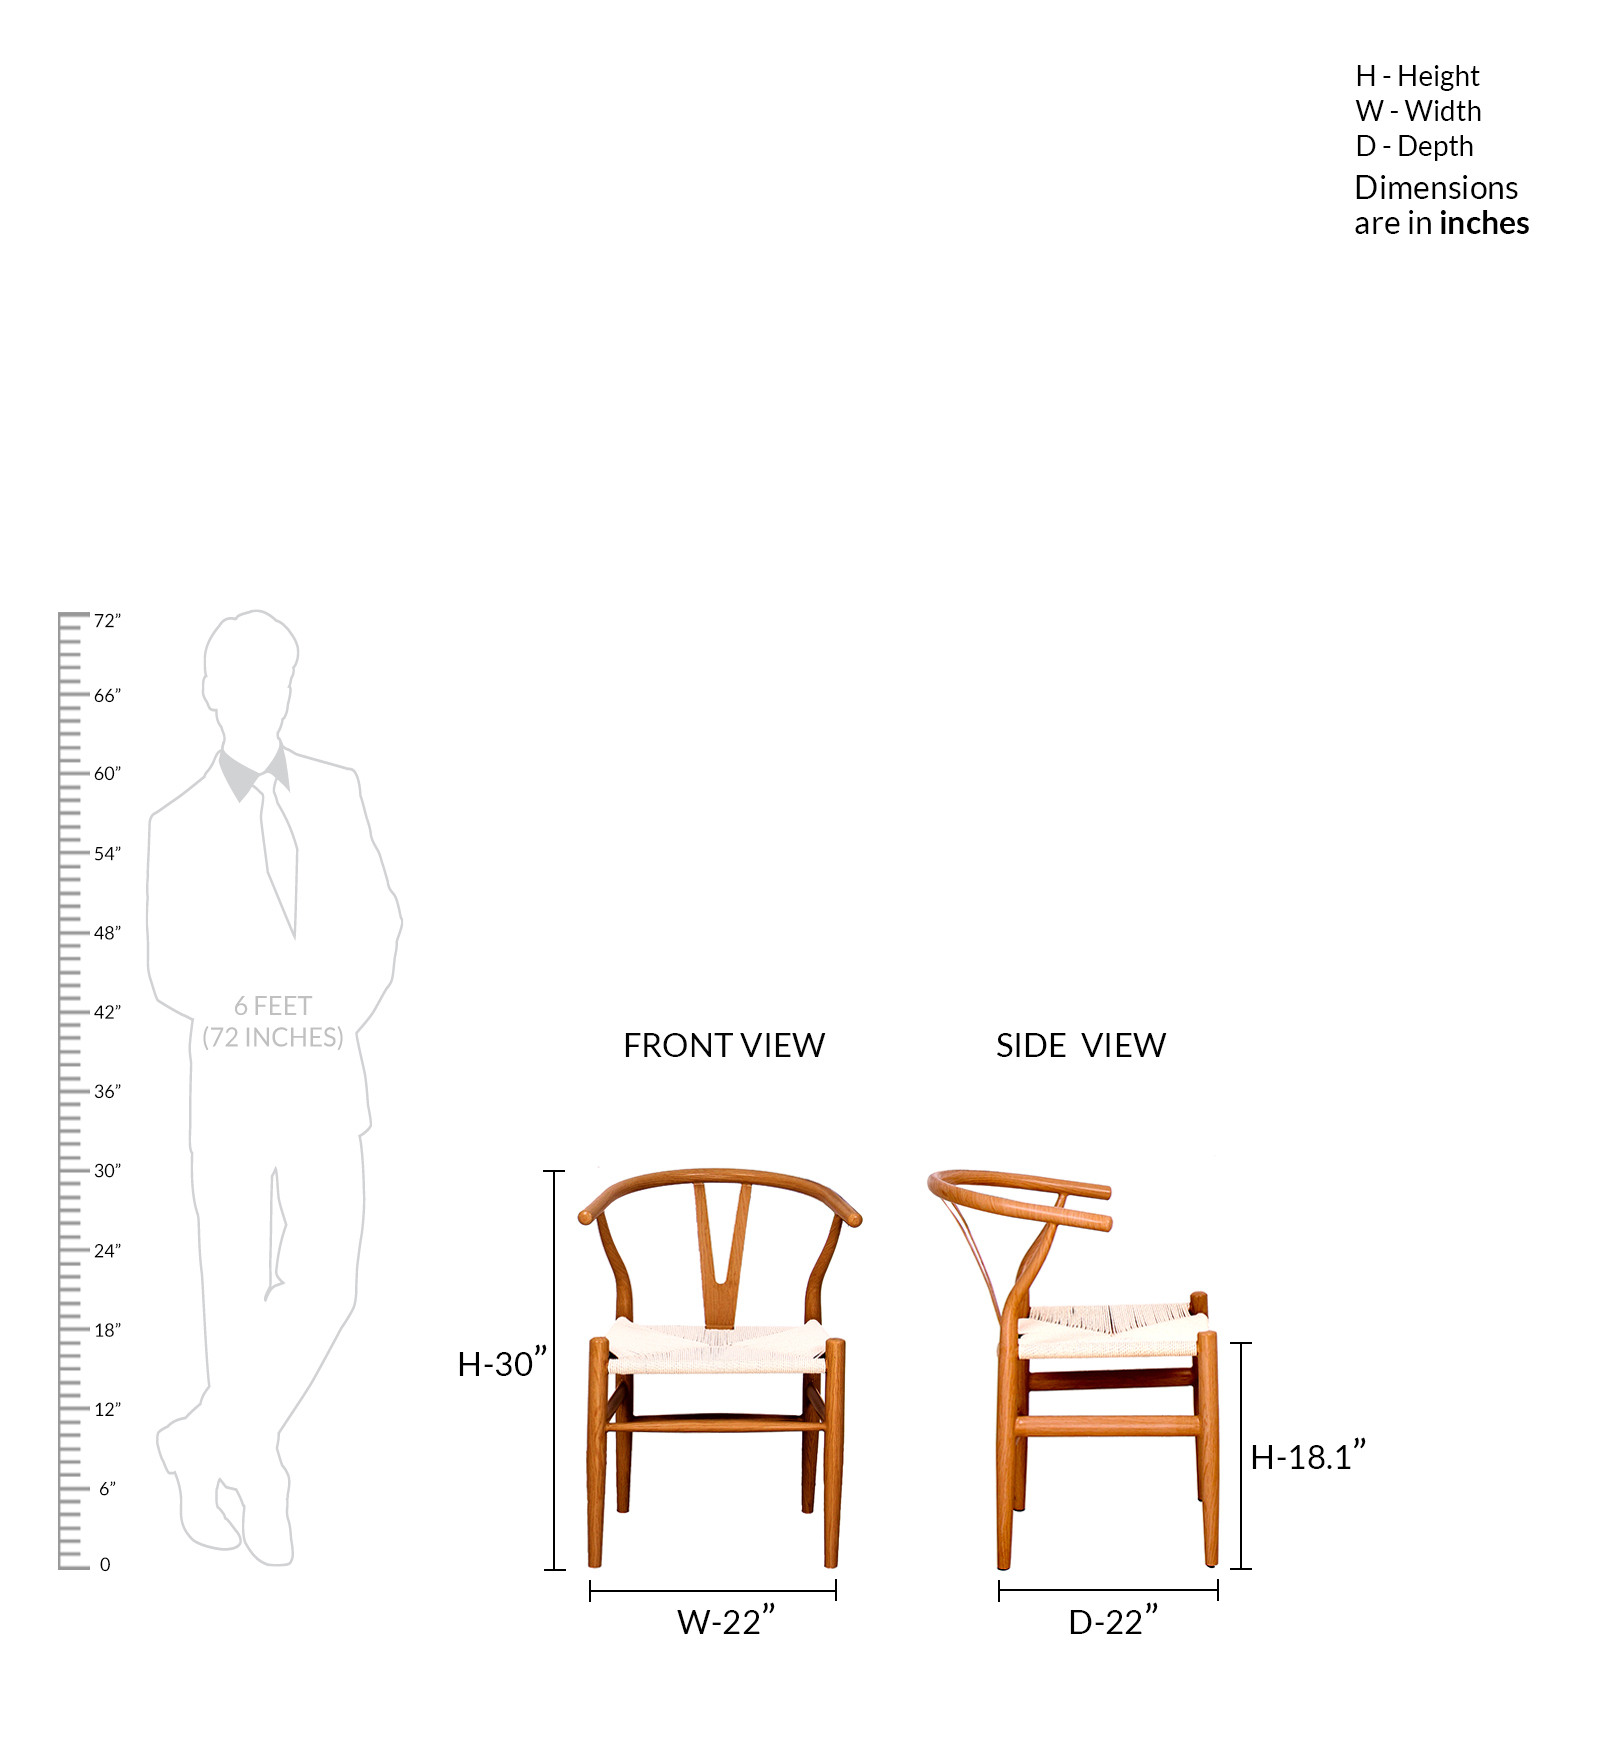 H - Height
W - Width
D - Depth
Dimensions
are in inches
72”
66”
60”
54”
48”
42”
36”
30”
24”
18”
12”
6”
0
6 FEET
(72 INCHES)
FRONT VIEW
SIDE VIEW
H-30”
H-18.1”
W-22”
D-22”